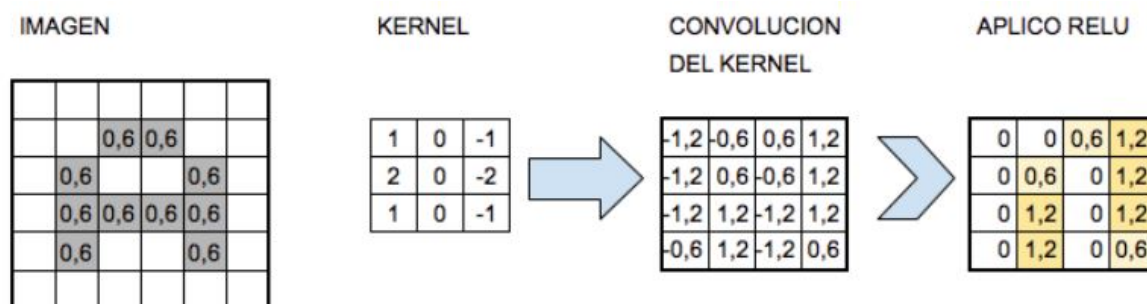 IMAGEN
KERNEL
CONVOLUCION
DEL KERNEL
APLICO RELU
0,6 0,6
0,6 0,6
0,6 0,6 0,6 0,6
0,6 0,6
1 0 -1
2 0 -2
1 0 -1
-1,2 -0,6 0,6 1,2
-1,2 0,6 -0,6 1,2
-1,2 1,2 -1,2 1,2
-0,6 1,2 -1,2 0,6
0 0 0,6 1,2
0 0,6 0 1,2
0 1,2 0 1,2
0 1,2 0 0,6